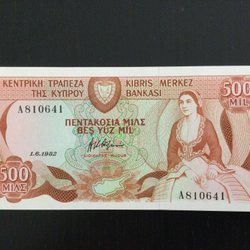 ΚΕΝΤΡΙΚΗ ΤΡΑΠΕΖΑ
ΤΗΣ ΚΥΠΡΟΥ
KIBRIS MERKEZ
BANKASI
500
MIΛΣ
A810641
ΠΕΝΤΑΚΟΣΙΑ ΜΙΛΣ
BEŞ YÜZ MİL
1.6.1982
A810641
500
ΜΙΛΣ